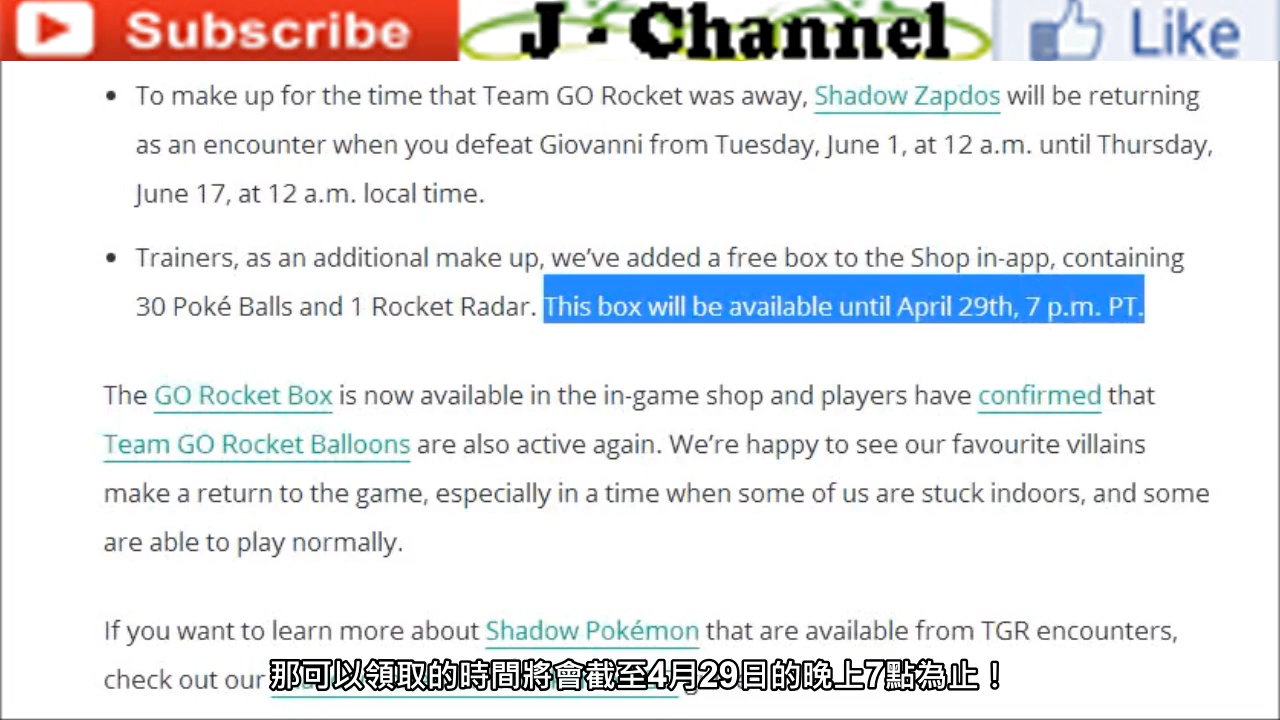 Subscribe J - Channel Like
To make up for the time that Team GO Rocket was away, Shadow Zapdos will be returning
as an encounter when you defeat Giovanni from Tuesday, June 1, at 12 a.m. until Thursday,
June 17, at 12 a.m. local time.
Trainers, as an additional make up, we’ve added a free box to the Shop in-app, containing
30 Poké Balls and 1 Rocket Radar. This box will be available until April 29th, 7 p.m. PT.
The GO Rocket Box is now available in the in-game shop and players have confirmed that
Team GO Rocket Balloons are also active again. We’re happy to see our favourite villains
make a return to the game, especially in a time when some of us are stuck indoors, and some
are able to play normally.
If you want to learn more about Shadow Pokémon that are available from TGR encounters,
check out our
那可以領取的時間將會截至4月29日的晚上7點為止！